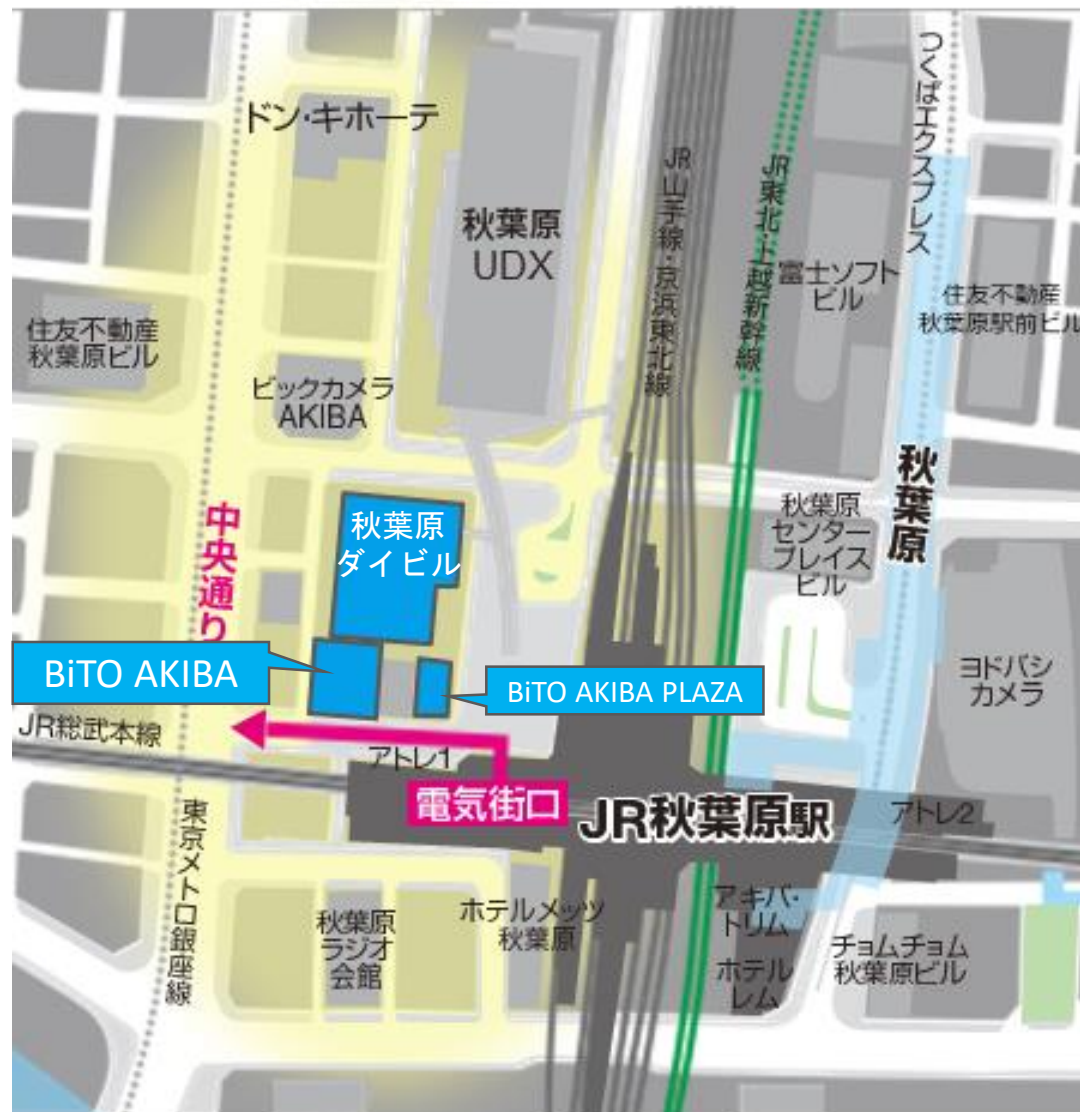 つくばエクスプレス
ドン・キホーテ
JR山手線・京浜東北線
JR東北・上越新幹線
秋葉原
UDX
富士ソフト
ビル
住友不動産
秋葉原駅前ビル
住友不動産
秋葉原ビル
ビックカメラ
AKIBA
秋葉原
中央通り
秋葉原
ダイビル
秋葉原
センター
プレイス
ビル
BiTO AKIBA
BiTO AKIBA PLAZA
ヨドバシ
カメラ
JR総武本線
アトレ1
電気街口
JR秋葉原駅
アトレ2
東京メトロ銀座線
秋葉原
ラジオ
会館
ホテルメッツ
秋葉原
アキバ・
トリム
ホテル
レム
チョムチョム
秋葉原ビル